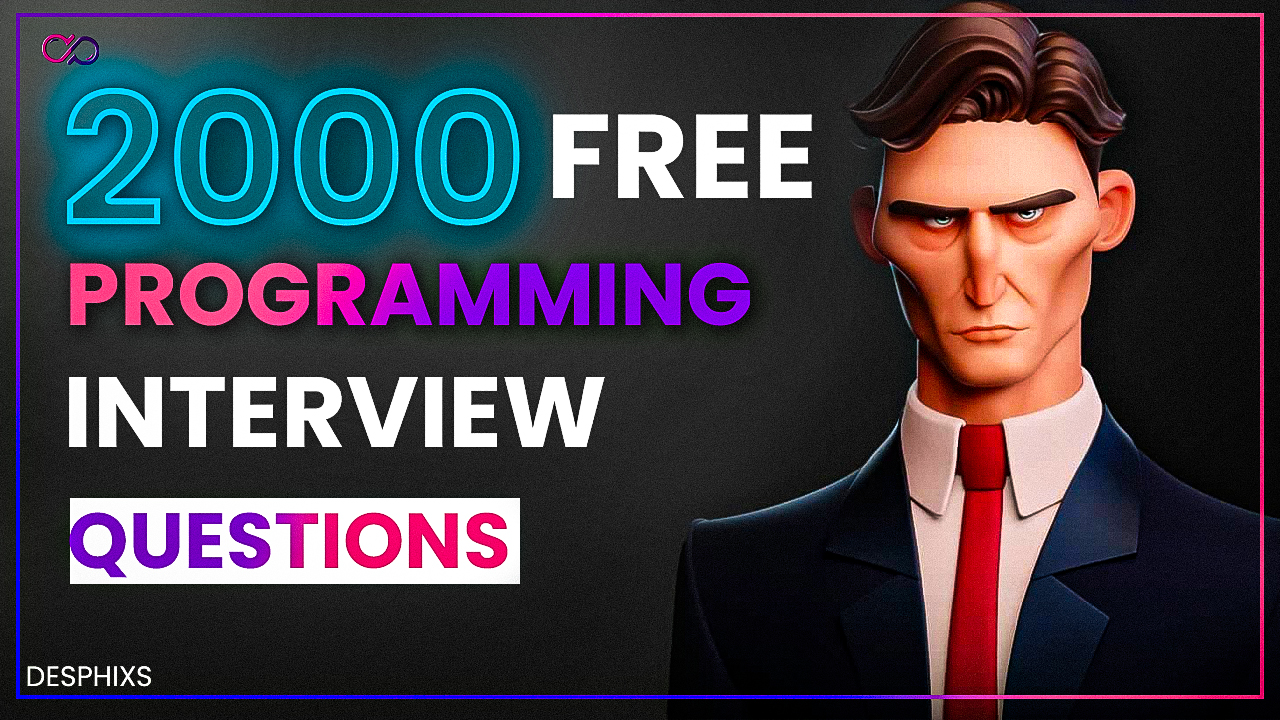 2000 FREE
PROGRAMMING
INTERVIEW
QUESTIONS
DESPHIXS